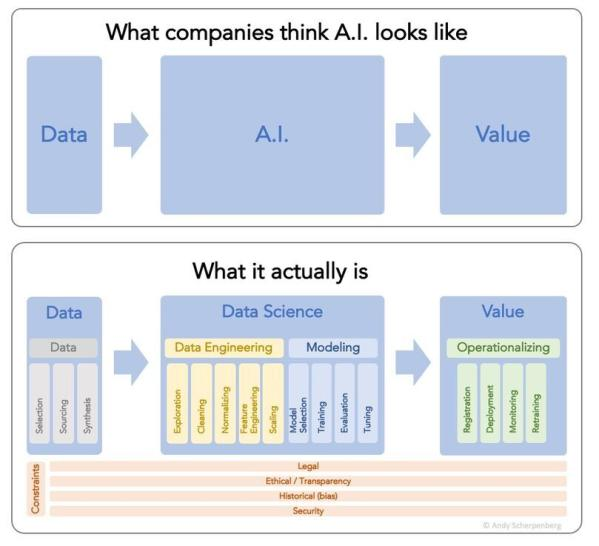 What companies think A.I. looks like
Data
A.I.
Value
What it actually is
Data
Data Science
Value
Data
Data Engineering
Modeling
Operationalizing
Selection
Sourcing
Synthesis
Exploration
Cleaning
Normalizing
Feature
Engineering
Scaling
Model
Selection
Training
Evaluation
Tuning
Registration
Deployment
Monitoring
Retraining
Constraints
Legal
Ethical / Transparency
Historical (bias)
Security
© Andy Scherpenberg